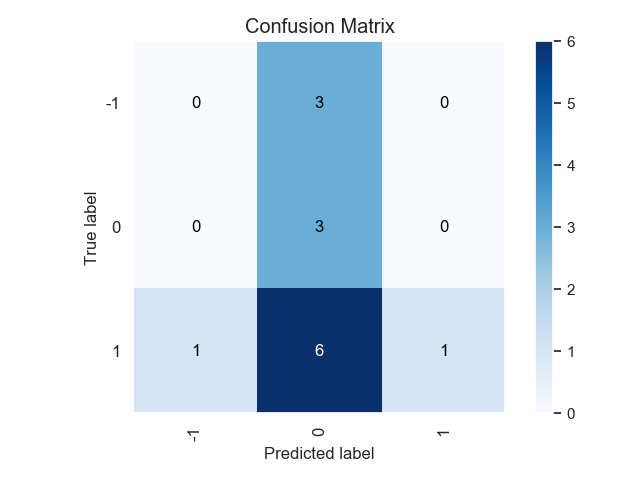 Confusion Matrix
True label
-1 0 3 0
0 0 3 0
1 1 6 1
-1 0 1
Predicted label
6
5
4
3
2
1
0